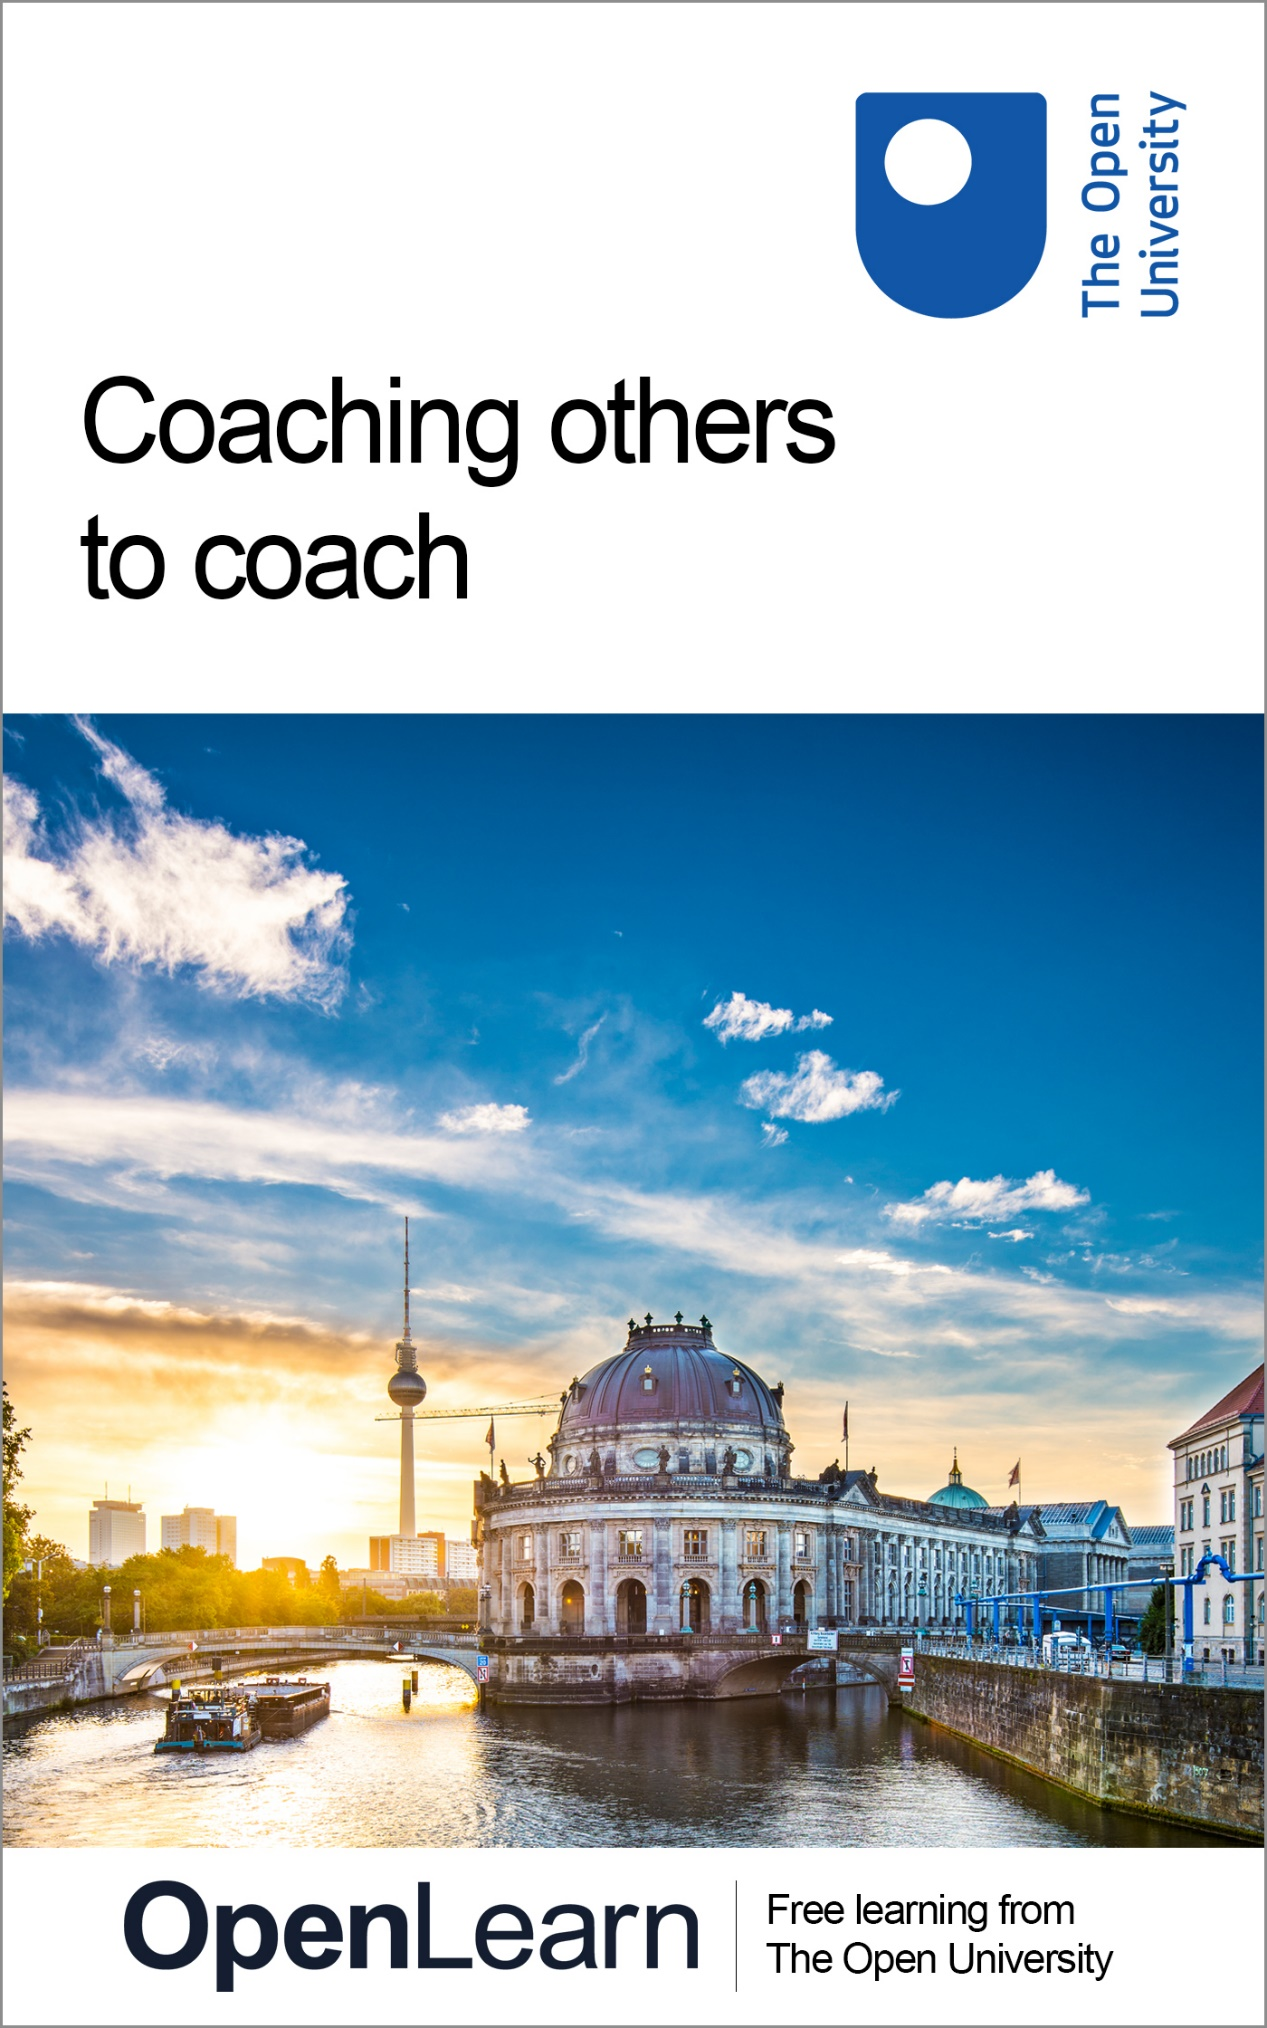 The Open
University
Coaching others
to coach
OpenLearn
Free learning from
The Open University